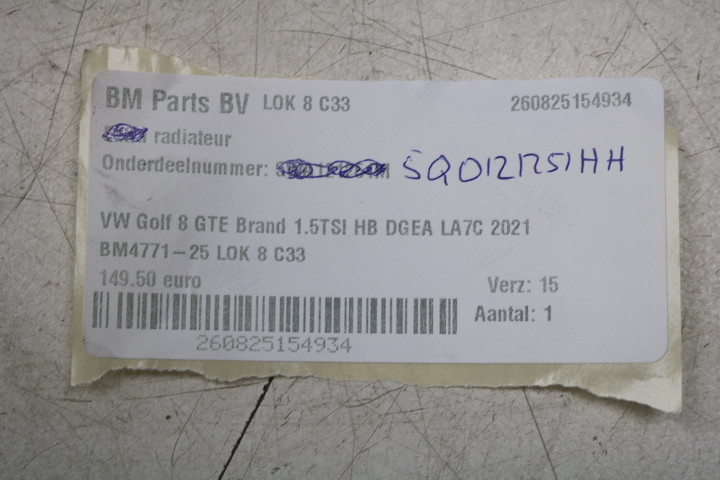 BM Parts BV LOK 8 C33 260825154934
radiateur
Onderdeelnummer: 5Q0121251HH
VW Golf 8 GTE Brand 1.5TSI HB DGEA LA7C 2021
BM4771-25 LOK 8 C33
149.50 euro Verz: 15
Aantal: 1
260825154934